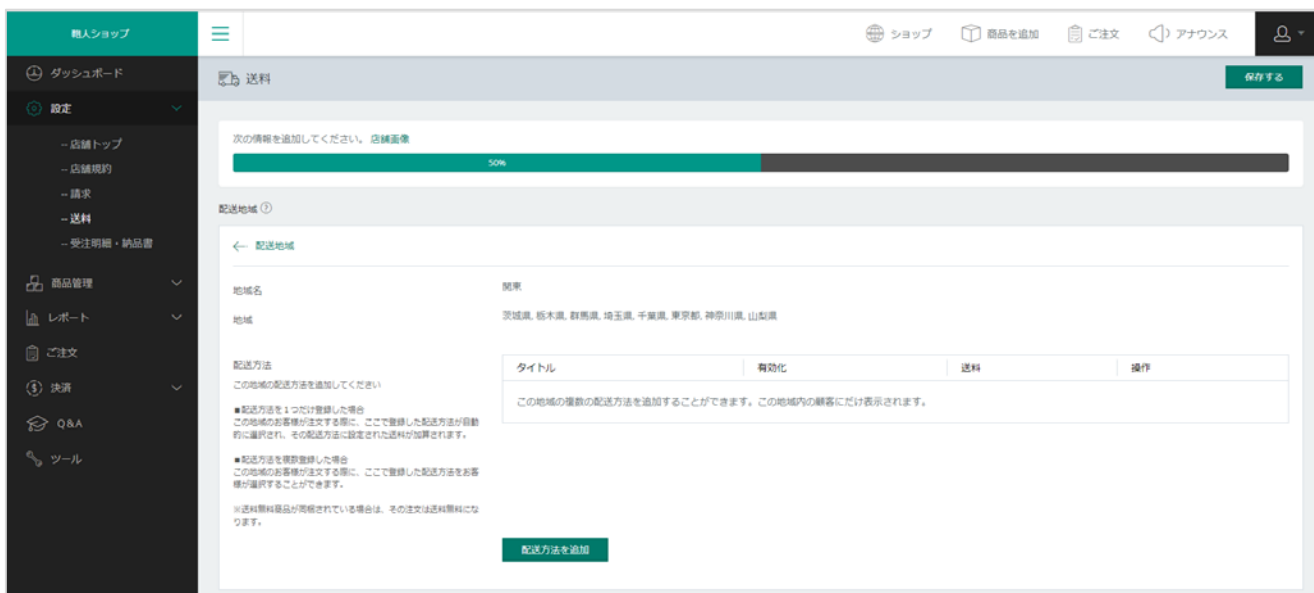 鞄人ショップ
ショップ
商品を追加
ご注文
アナウンス
ダッシュボード
送料
保存する
設定
-- 店舗トップ
-- 店舗規約
-- 請求
-- 送料
-- 受注明細・納品書
商品管理
レポート
ご注文
決済
Q&A
ツール
次の情報を追加してください。 店舗画像
50%
配送地域 ?
← 配送地域
地域名
関東
地域
茨城県, 栃木県, 群馬県, 埼玉県, 千葉県, 東京都, 神奈川県, 山梨県
配送方法
この地域の配送方法を追加してください
■配送方法を1つだけ登録した場合
この地域のお客様が注文する際に、ここで登録した配送方法が自動
的に選択され、その配送方法に設定された送料が加算されます。
■配送方法を複数登録した場合
この地域のお客様が注文する際に、ここで登録した配送方法をお客
様が選択することができます。
※送料無料商品が同梱されている場合は、その注文は送料無料にな
ります。
タイトル
有効化
送料
操作
この地域の複数の配送方法を追加することができます。この地域内の顧客にだけ表示されます。
配送方法を追加